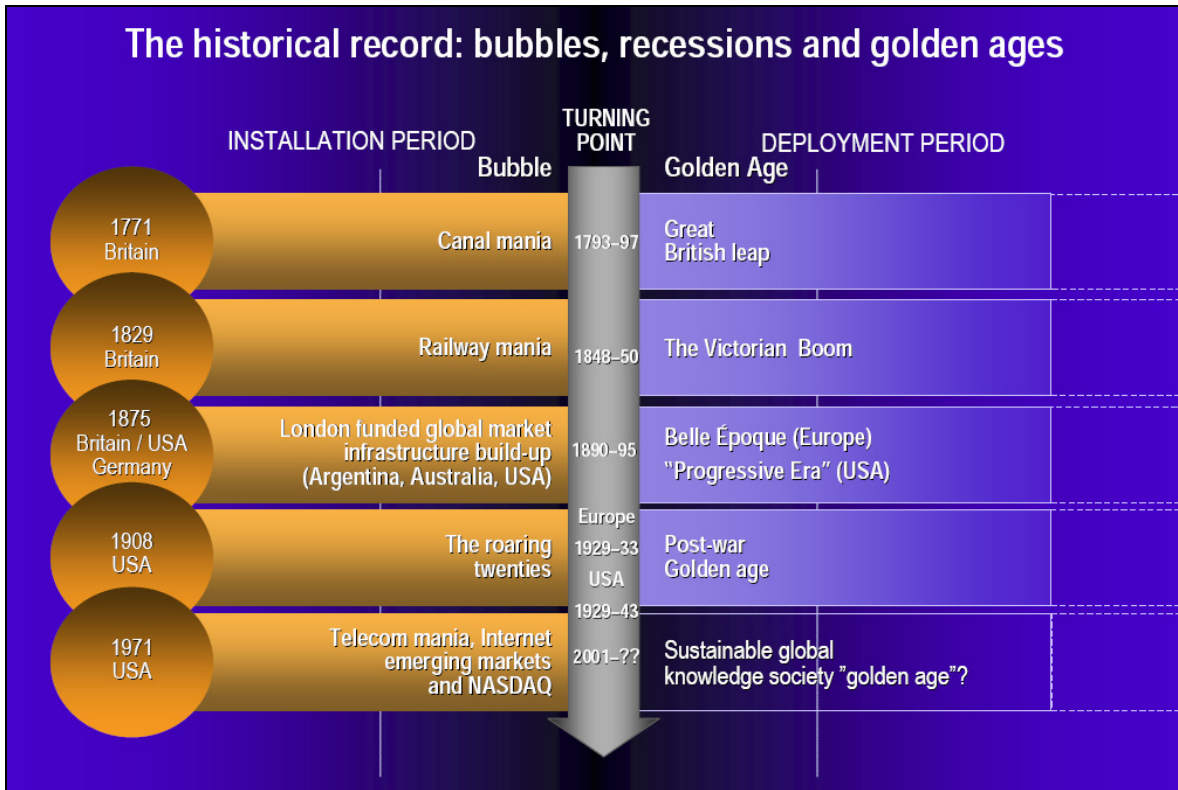 The historical record: bubbles, recessions and golden ages
INSTALLATION PERIOD
TURNING
POINT
DEPLOYMENT PERIOD
Bubble
Golden Age
1771
Britain
Canal mania
1793–97
Great
British leap
1829
Britain
Railway mania
1848–50
The Victorian Boom
1875
Britain / USA
Germany
London funded global market
infrastructure build-up
(Argentina, Australia, USA)
1890–95
Belle Époque (Europe)
“Progressive Era” (USA)
1908
USA
The roaring
twenties
Europe
1929–33
USA
1929–43
Post-war
Golden age
1971
USA
Telecom mania, Internet
emerging markets
and NASDAQ
2001–??
Sustainable global
knowledge society ”golden age”?